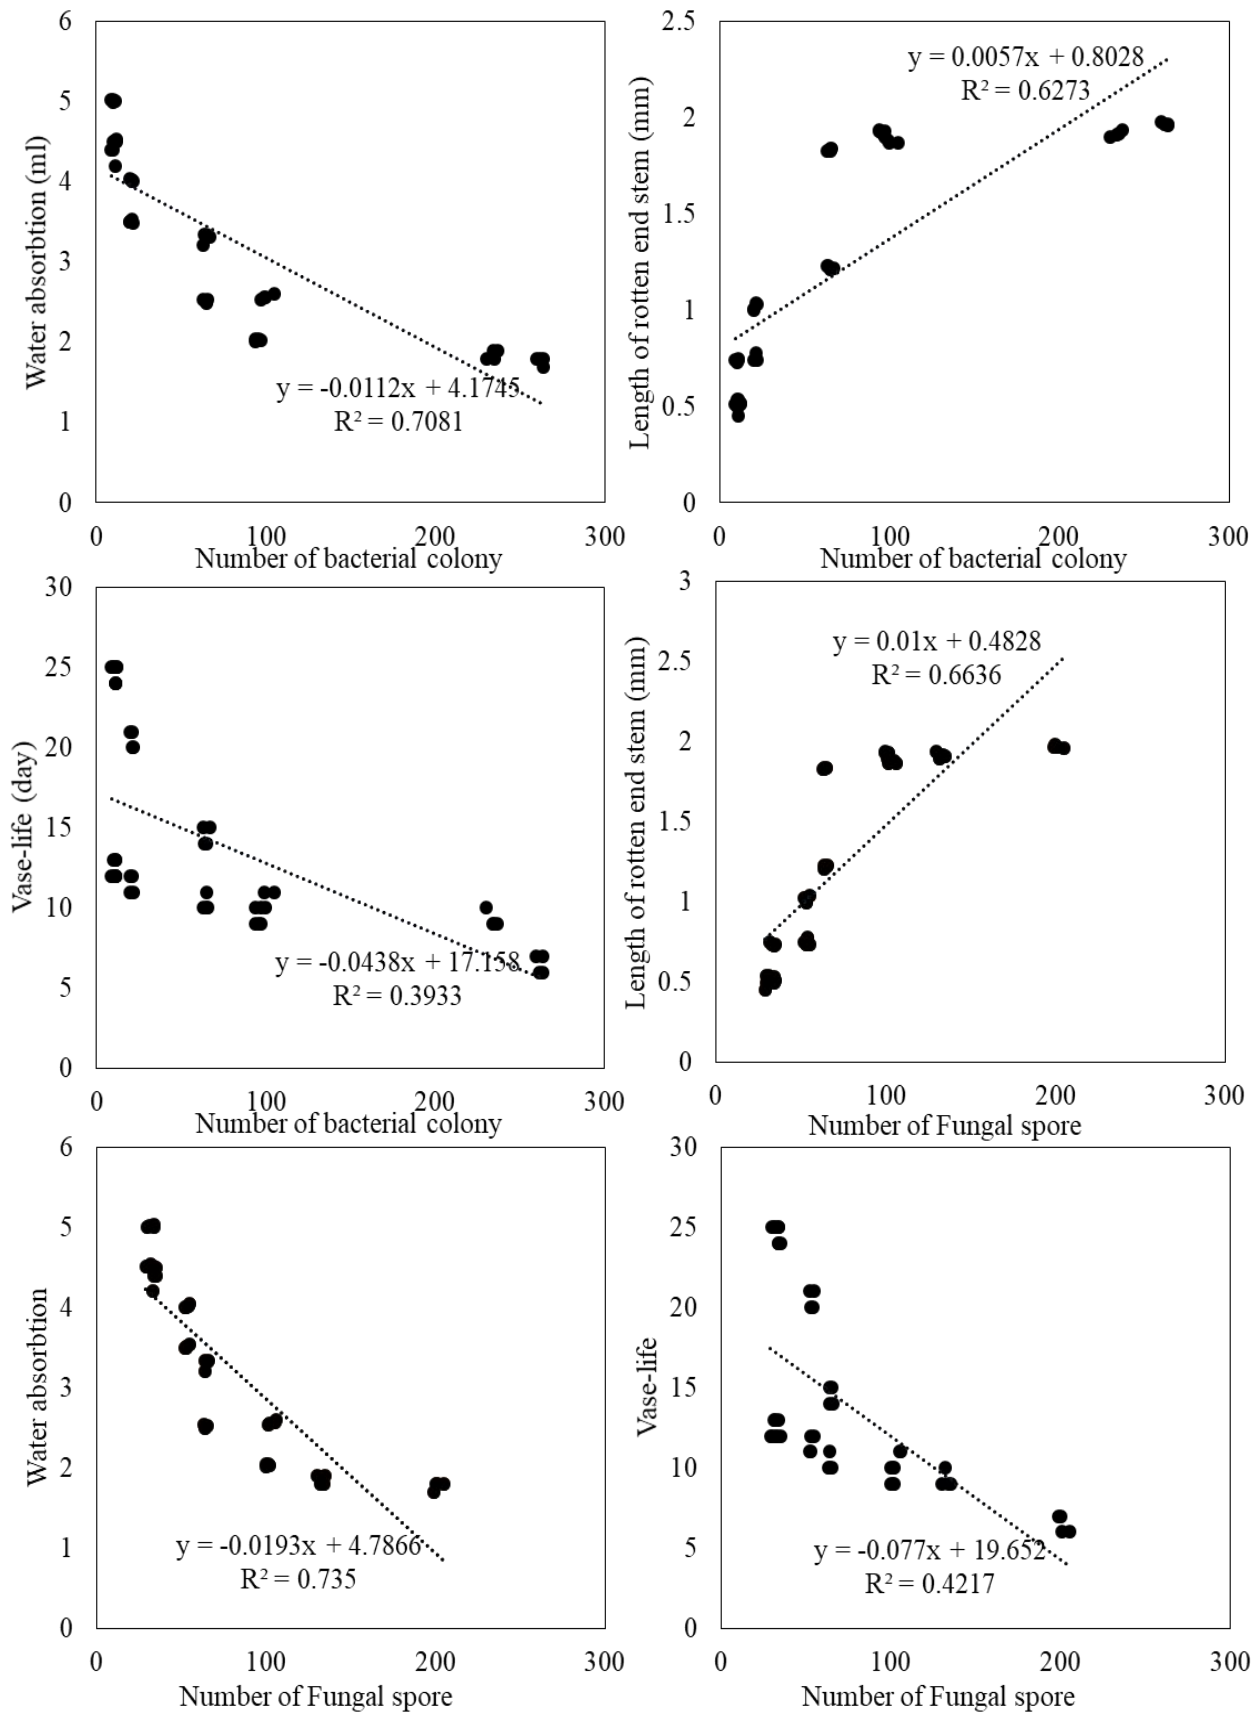 6
5
4
3
2
1
0
Water absorbtion (ml)
y = -0.0112x + 4.1745
R² = 0.7081
0 100 200 300
Number of bacterial colony
2.5
2
1.5
1
0.5
0
Length of rotten end stem (mm)
y = 0.0057x + 0.8028
R² = 0.6273
0 100 200 300
Number of bacterial colony
30
25
20
15
10
5
0
Vase-life (day)
y = -0.0438x + 17.158
R² = 0.3933
0 100 200 300
Number of bacterial colony
3
2.5
2
1.5
1
0.5
0
Length of rotten end stem (mm)
y = 0.01x + 0.4828
R² = 0.6636
0 100 200 300
Number of Fungal spore
6
5
4
3
2
1
0
Water absorbtion
y = -0.0193x + 4.7866
R² = 0.735
0 100 200 300
Number of Fungal spore
30
25
20
15
10
5
0
Vase-life
y = -0.077x + 19.652
R² = 0.4217
0 100 200 300
Number of Fungal spore